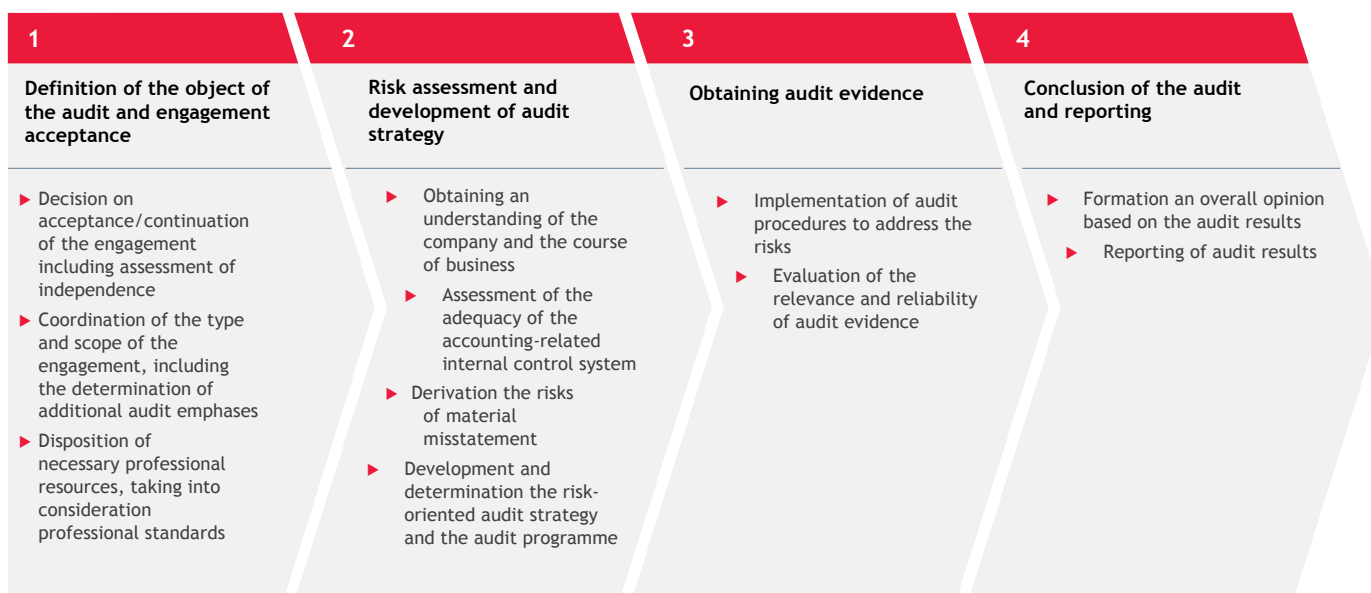 1
Definition of the object of
the audit and engagement
acceptance
▶ Decision on
acceptance/continuation
of the engagement
including assessment of
independence
▶ Coordination of the type
and scope of the
engagement, including
the determination of
additional audit emphases
▶ Disposition of
necessary professional
resources, taking into
consideration
professional standards
2
Risk assessment and
development of audit
strategy
▶ Obtaining an
understanding of the
company and the course
of business
▶ Assessment of the
adequacy of the
accounting-related
internal control system
▶ Derivation the risks
of material
misstatement
▶ Development and
determination the risk-
oriented audit strategy
and the audit programme
3
Obtaining audit evidence
▶ Implementation of audit
procedures to address the
risks
▶ Evaluation of the
relevance and reliability
of audit evidence
4
Conclusion of the audit
and reporting
▶ Formation an overall opinion
based on the audit results
▶ Reporting of audit results